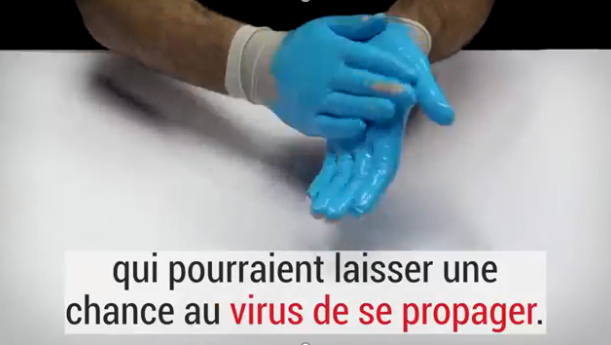 qui pourraient laisser une
chance au virus de se propager.